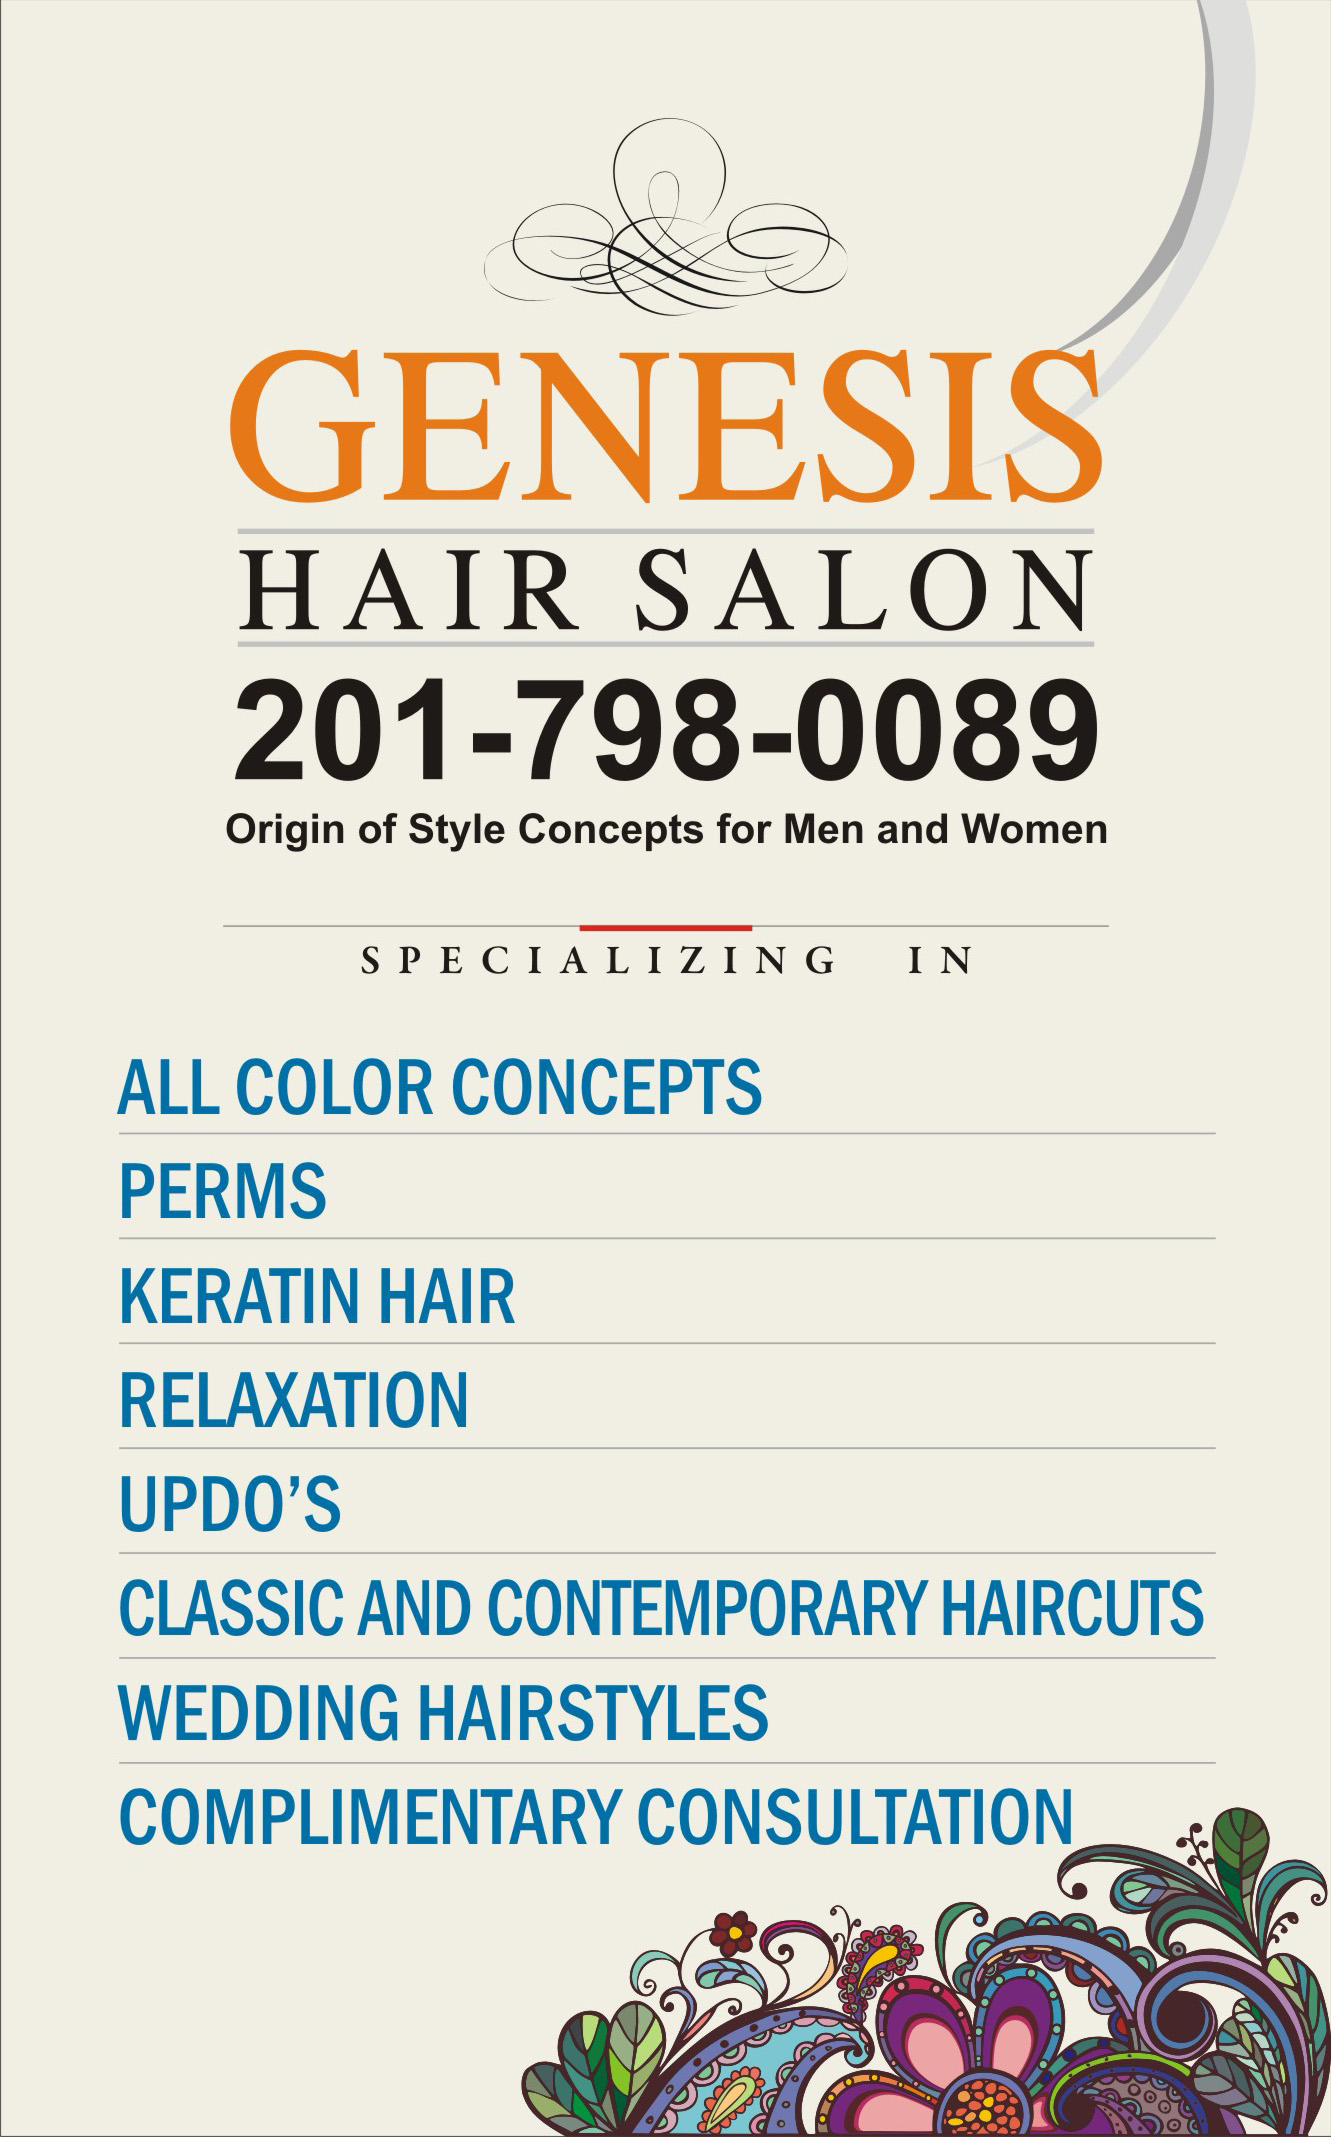 GENESIS
HAIR SALON
201-798-0089
Origin of Style Concepts for Men and Women
SPECIALIZING IN
ALL COLOR CONCEPTS
PERMS
KERATIN HAIR
RELAXATION
UPDO’S
CLASSIC AND CONTEMPORARY HAIRCUTS
WEDDING HAIRSTYLES
COMPLIMENTARY CONSULTATION